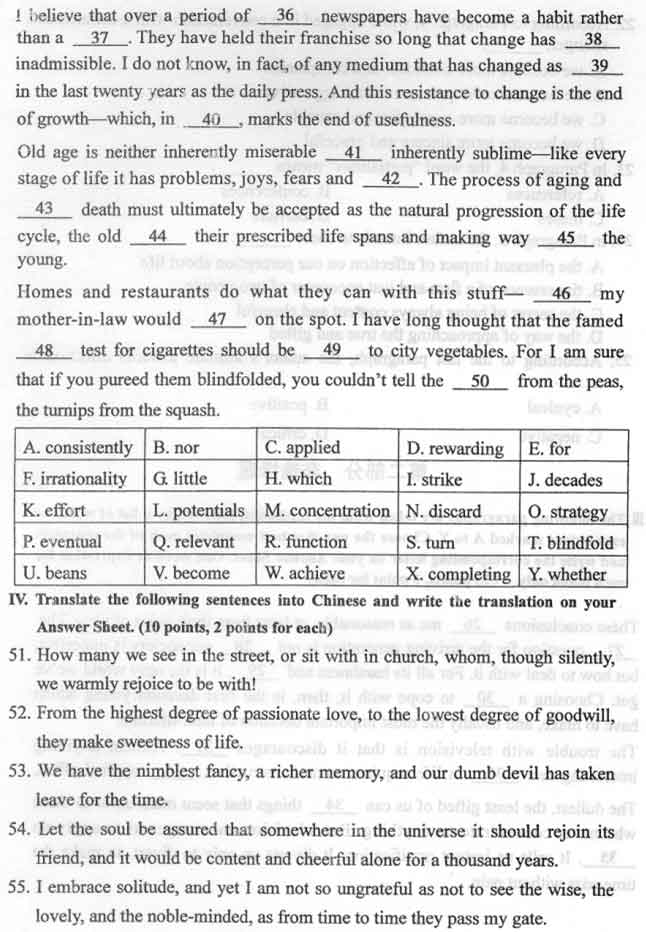 I believe that over a period of 36 newspapers have become a habit rather
than a 37 . They have held their franchise so long that change has 38
inadmissible. I do not know, in fact, of any medium that has changed as 39
in the last twenty years as the daily press. And this resistance to change is the end
of growth—which, in 40 , marks the end of usefulness.
Old age is neither inherently miserable 41 inherently sublime—like every
stage of life it has problems, joys, fears and 42 . The process of aging and
43 death must ultimately be accepted as the natural progression of the life
cycle, the old 44 their prescribed life spans and making way 45 the
young.
Homes and restaurants do what they can with this stuff— 46 my
mother-in-law would 47 on the spot. I have long thought that the famed
48 test for cigarettes should be 49 to city vegetables. For I am sure
that if you pureed them blindfolded, you couldn't tell the 50 from the peas,
the turnips from the squash.
A. consistently B. nor C. applied D. rewarding E. for
F. irrationality G. little H. which I. strike J. decades
K. effort L. potentials M. concentration N. discard O. strategy
P. eventual Q. relevant R. function S. turn T. blindfold
U. beans V. become W. achieve X. completing Y. whether
IV. Translate the following sentences into Chinese and write the translation on your
Answer Sheet. (10 points, 2 points for each)
51. How many we see in the street, or sit with in church, whom, though silently,
we warmly rejoice to be with!
52. From the highest degree of passionate love, to the lowest degree of goodwill,
they make sweetness of life.
53. We have the nimblest fancy, a richer memory, and our dumb devil has taken
leave for the time.
54. Let the soul be assured that somewhere in the universe it should rejoin its
friend, and it would be content and cheerful alone for a thousand years.
55. I embrace solitude, and yet I am not so ungrateful as not to see the wise, the
lovely, and the noble-minded, as from time to time they pass my gate.